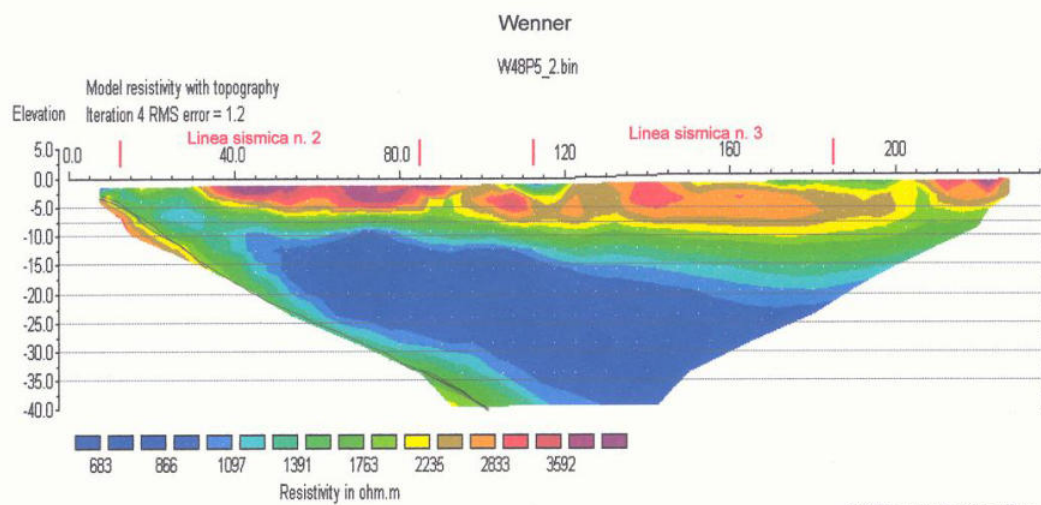 Wenner
W48P5_2.bin
Model resistivity with topography
Elevation Iteration 4 RMS error = 1.2
Linea sismica n. 2 Linea sismica n. 3
5.0 0.0 40.0 80.0 120 160 200
0.0
-5.0
-10.0
-15.0
-20.0
-25.0
-30.0
-35.0
-40.0
683 866 1097 1391 1763 2235 2833 3592
Resistivity in ohm.m